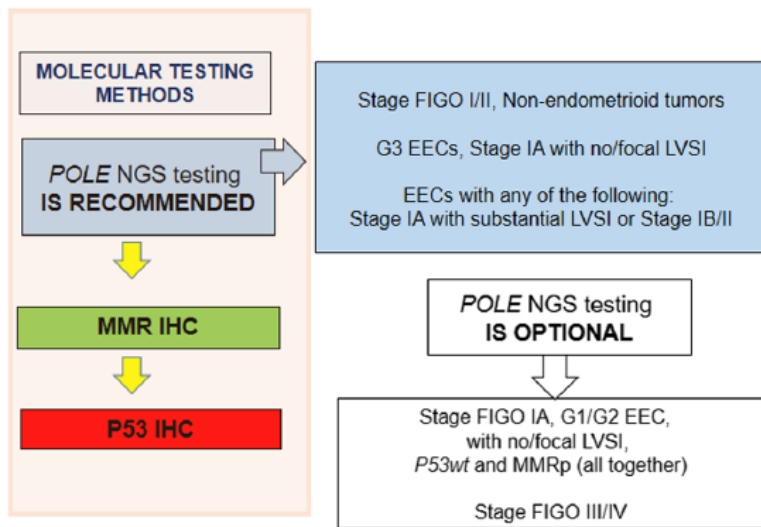 MOLECULAR TESTING
METHODS
POLE NGS testing
IS RECOMMENDED
MMR IHC
P53 IHC
Stage FIGO I/II, Non-endometrioid tumors
G3 EECs, Stage IA with no/focal LVSI
EECs with any of the following:
Stage IA with substantial LVSI or Stage IB/II
POLE NGS testing
IS OPTIONAL
Stage FIGO IA, G1/G2 EEC,
with no/focal LVSI,
P53wt and MMRp (all together)
Stage FIGO III/IV